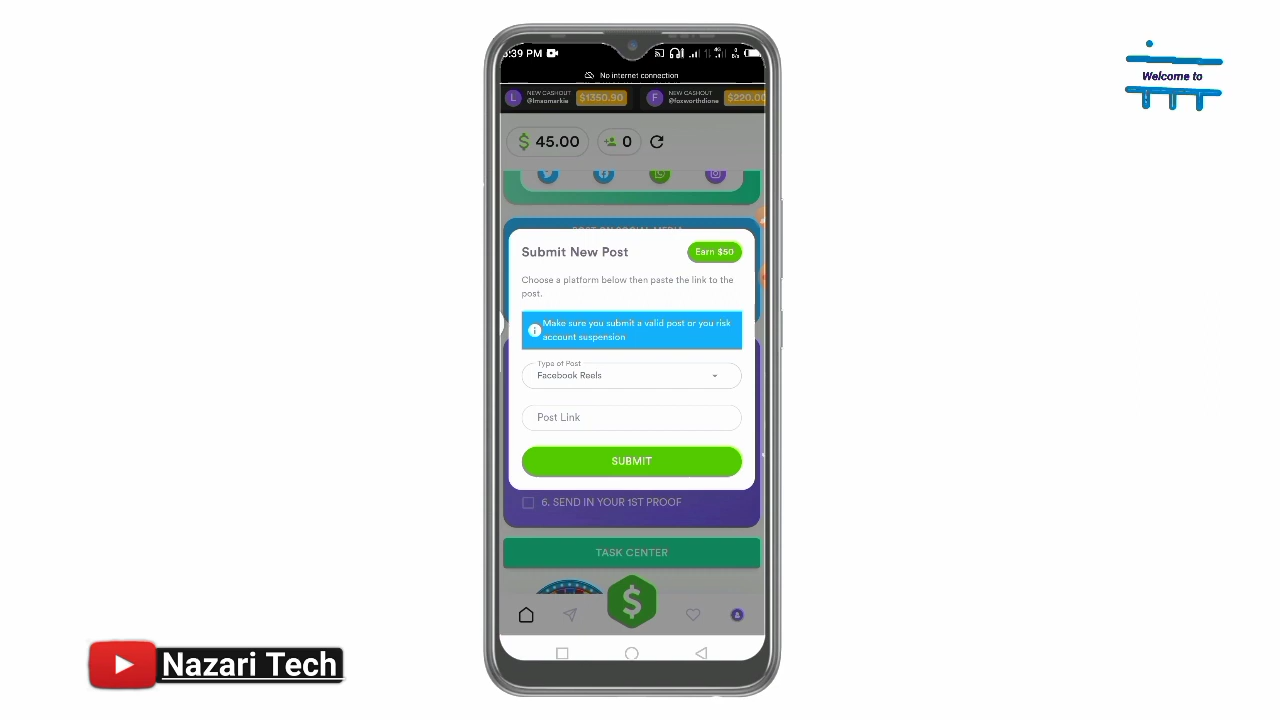 Welcome to
:39 PM
No internet connection
L NEW CASHOUT @lmaomarkie $1350.90
F NEW CASHOUT @foxworthdione $220.00
$ 45.00
0
Submit New Post
Earn $50
Choose a platform below then paste the link to the
post.
Make sure you submit a valid post or you risk
account suspension
Type of Post
Facebook Reels
Post Link
SUBMIT
6. SEND IN YOUR 1ST PROOF
TASK CENTER
$
Nazari Tech